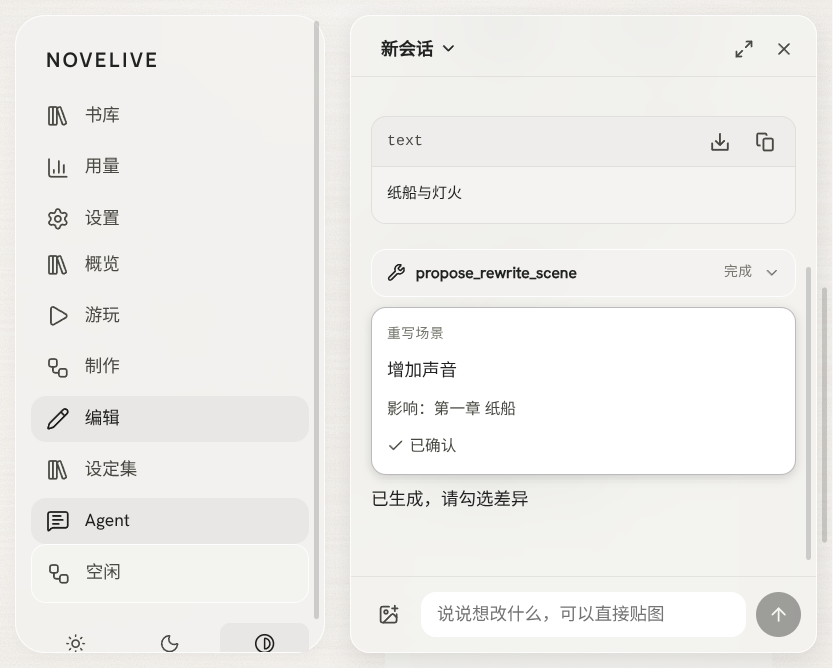 NOVELIVE
书库
用量
设置
概览
游玩
制作
编辑
设定集
Agent
空闲
新会话
text
纸船与灯火
propose_rewrite_scene
完成
重写场景
增加声音
影响：第一章 纸船
已确认
已生成，请勾选差异
说说想改什么，可以直接贴图